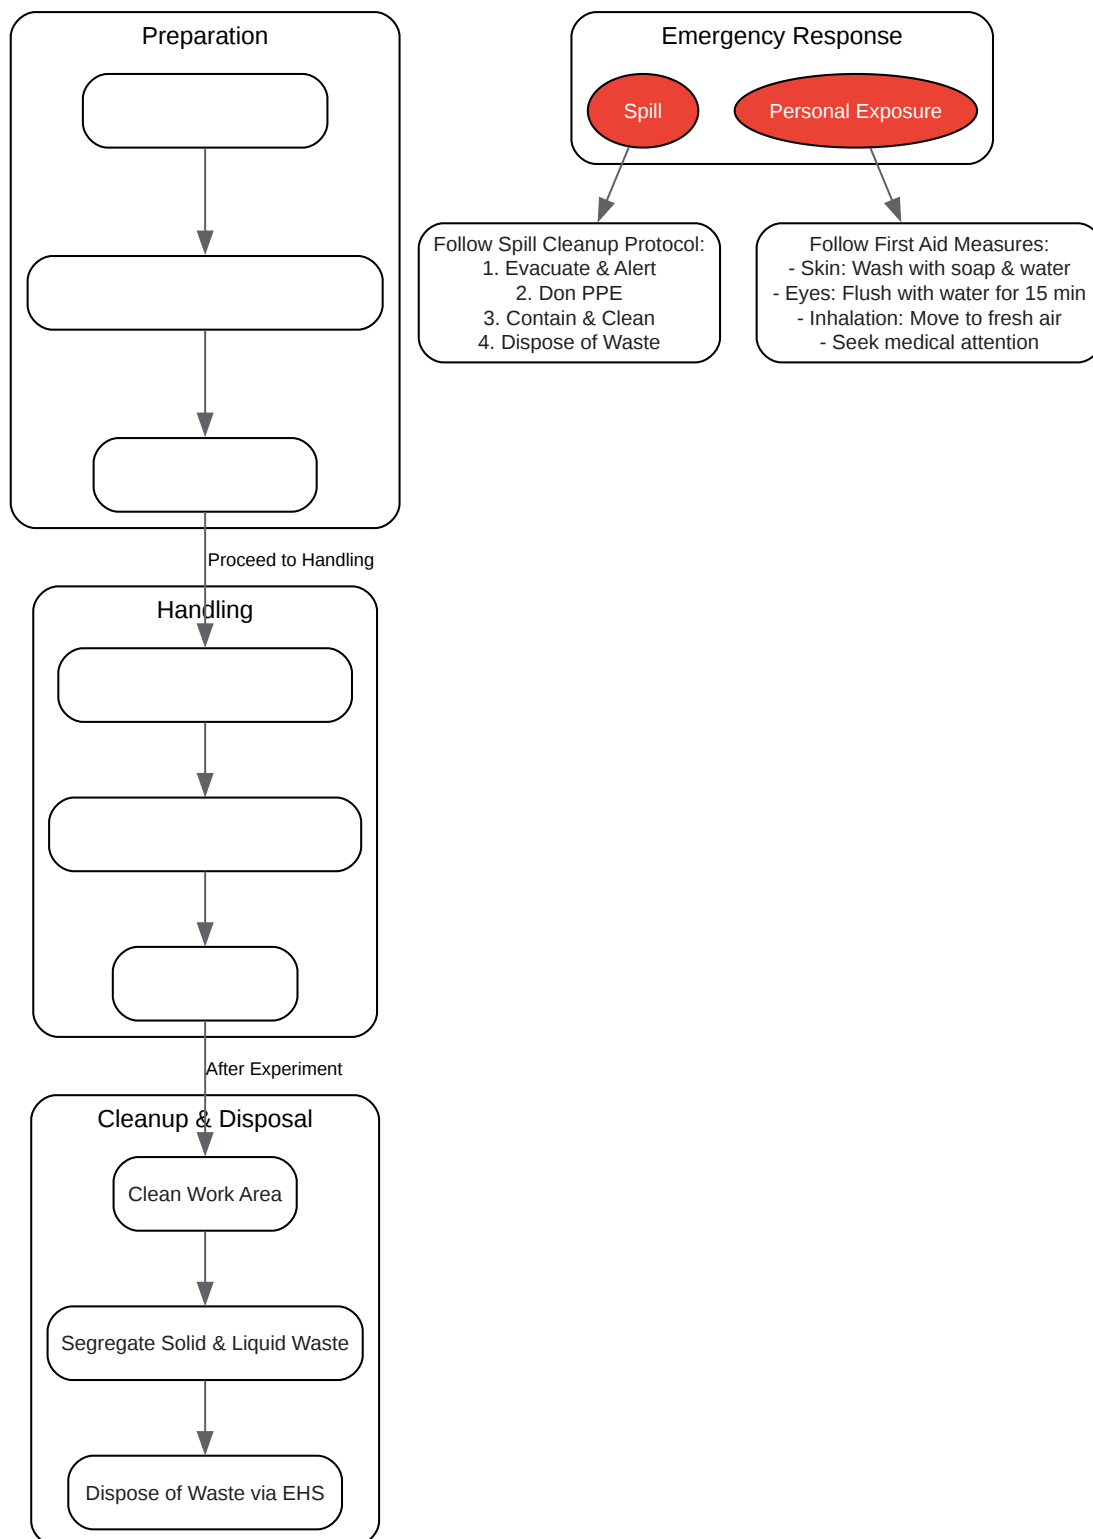 Preparation
Proceed to Handling
Handling
After Experiment
Cleanup & Disposal
Clean Work Area
Segregate Solid & Liquid Waste
Dispose of Waste via EHS
Emergency Response
Spill
Personal Exposure
Follow Spill Cleanup Protocol:
1. Evacuate & Alert
2. Don PPE
3. Contain & Clean
4. Dispose of Waste
Follow First Aid Measures:
- Skin: Wash with soap & water
- Eyes: Flush with water for 15 min
- Inhalation: Move to fresh air
- Seek medical attention